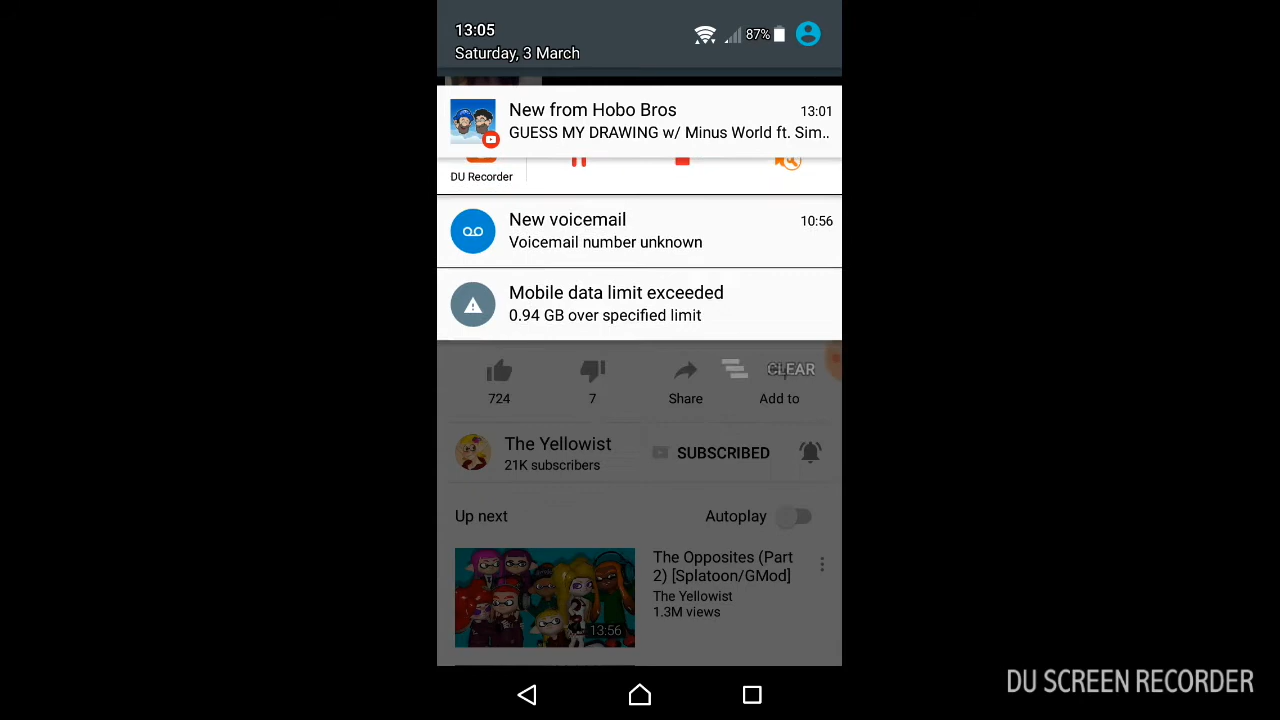 13:05
87%
Saturday, 3 March
New from Hobo Bros
13:01
GUESS MY DRAWING w/ Minus World ft. Sim..
DU Recorder
New voicemail
10:56
Voicemail number unknown
Mobile data limit exceeded
0.94 GB over specified limit
CLEAR
724
7
Share
Add to
The Yellowist
21K subscribers
SUBSCRIBED
Up next
Autoplay
The Opposites (Part
2) [Splatoon/GMod]
The Yellowist
1.3M views
13:56
DU SCREEN RECORDER